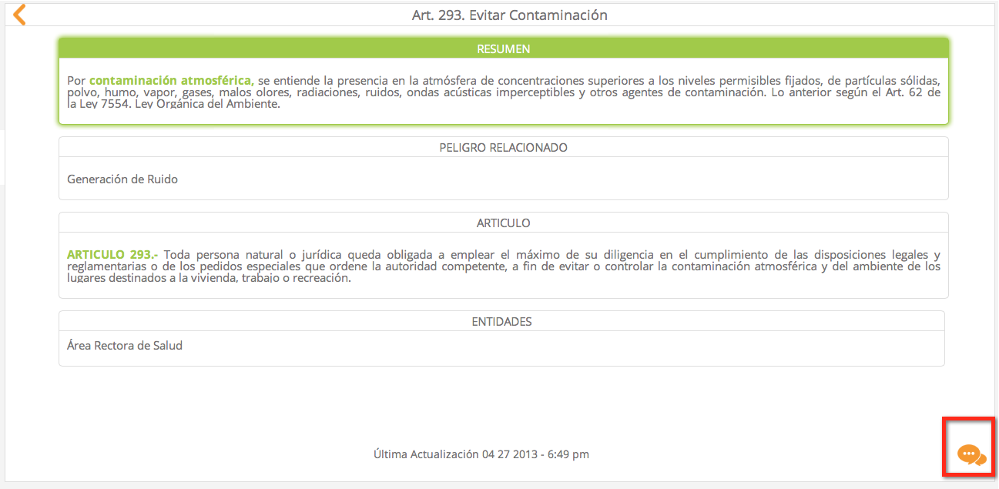 Art. 293. Evitar Contaminación
RESUMEN
Por contaminación atmosférica, se entiende la presencia en la atmósfera de concentraciones superiores a los niveles permisibles fijados, de partículas sólidas,
polvo, humo, vapor, gases, malos olores, radiaciones, ruidos, ondas acústicas imperceptibles y otros agentes de contaminación. Lo anterior según el Art. 62 de
la Ley 7554. Ley Orgánica del Ambiente.
PELIGRO RELACIONADO
Generación de Ruido
ARTICULO
ARTICULO 293.- Toda persona natural o jurídica queda obligada a emplear el máximo de su diligencia en el cumplimiento de las disposiciones legales y
reglamentarias o de los pedidos especiales que ordene la autoridad competente, a fin de evitar o controlar la contaminación atmosférica y del ambiente de los
lugares destinados a la vivienda, trabajo o recreación.
ENTIDADES
Área Rectora de Salud
Última Actualización 04 27 2013 - 6:49 pm